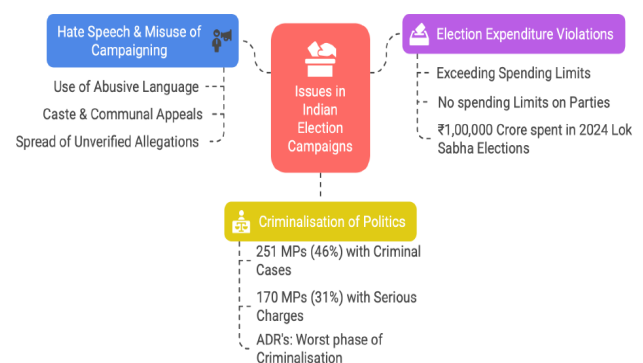 Hate Speech & Misuse of
Campaigning
Use of Abusive Language
Caste & Communal Appeals
Spread of Unverified Allegations
Issues in
Indian
Election
Campaigns
Election Expenditure Violations
Exceeding Spending Limits
No spending Limits on Parties
₹1,00,000 Crore spent in 2024 Lok
Sabha Elections
Criminalisation of Politics
251 MPs (46%) with Criminal
Cases
170 MPs (31%) with Serious
Charges
ADR's: Worst phase of
Criminalisation